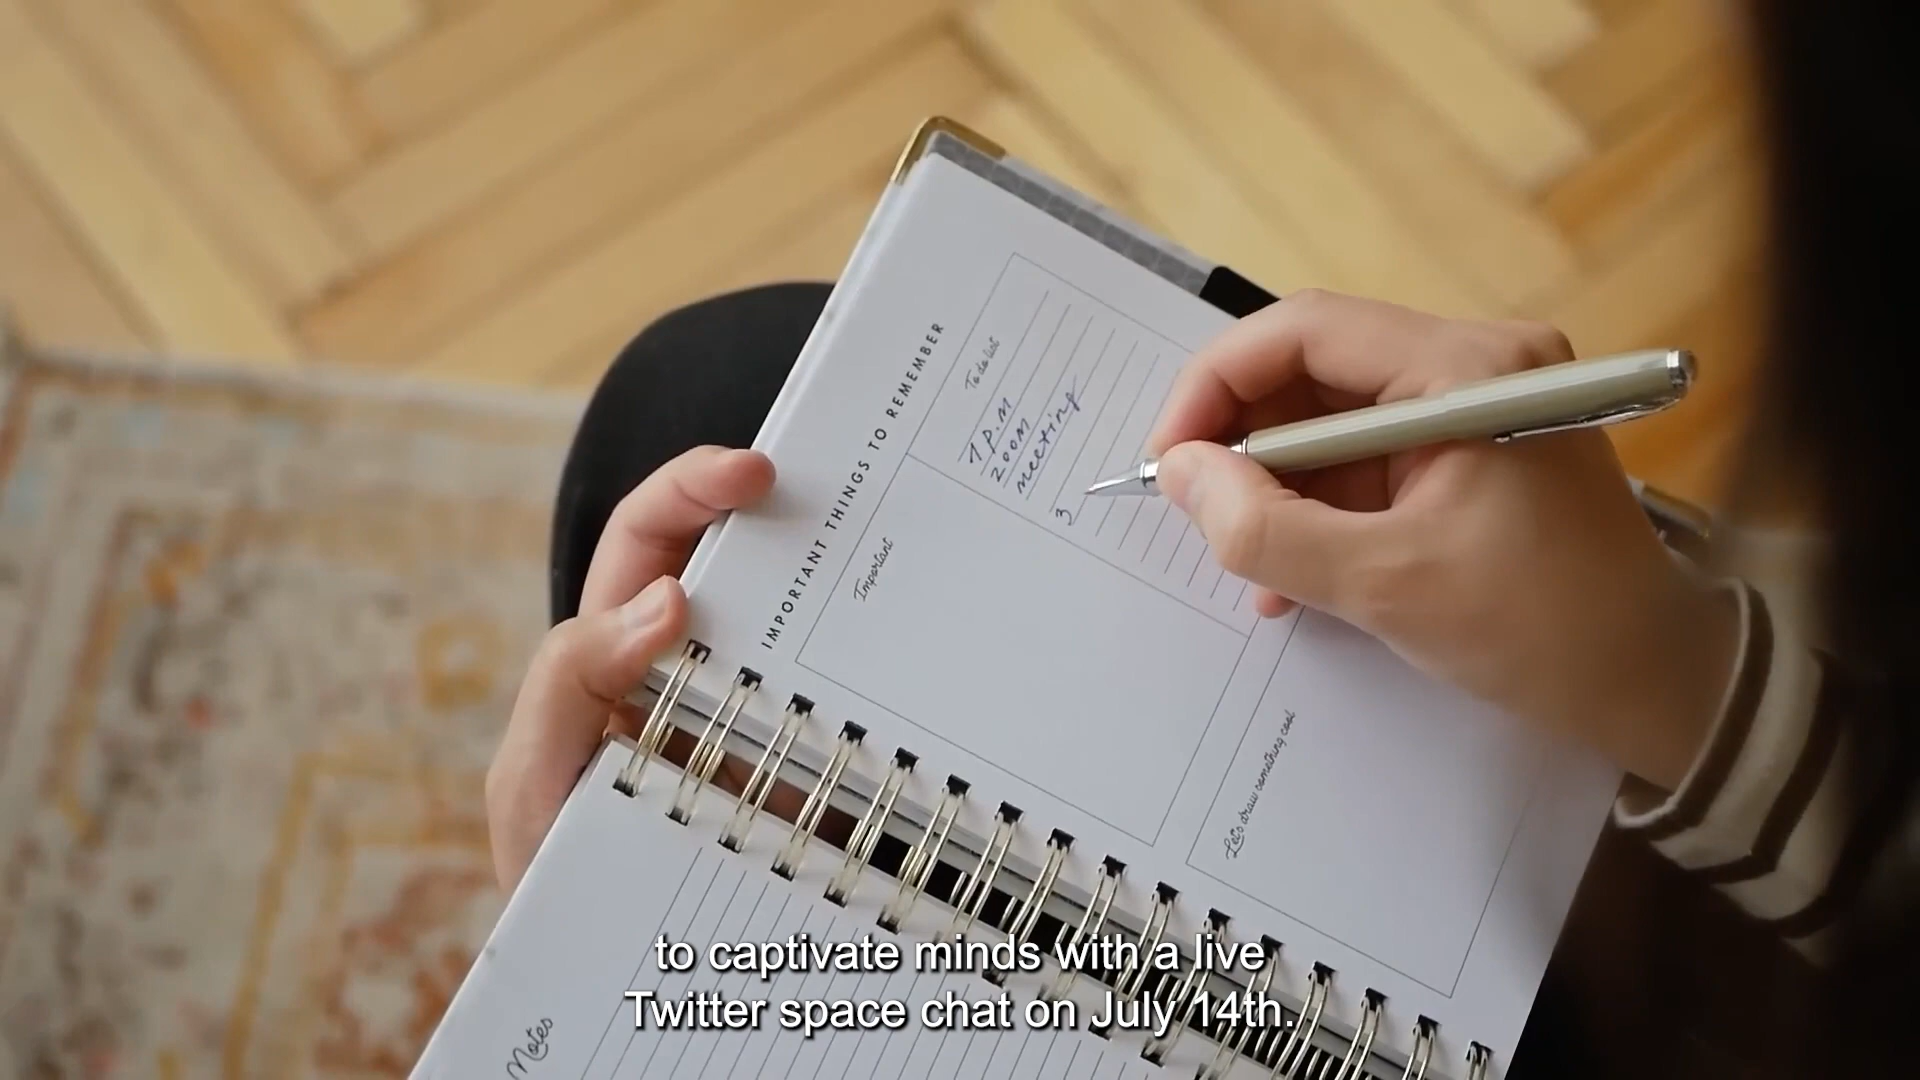 IMPORTANT THINGS TO REMEMBER
To do list
1 P.M
ZOOM
meeting
3
Important
Let's draw something cool
Notes
to captivate minds with a live
Twitter space chat on July 14th.